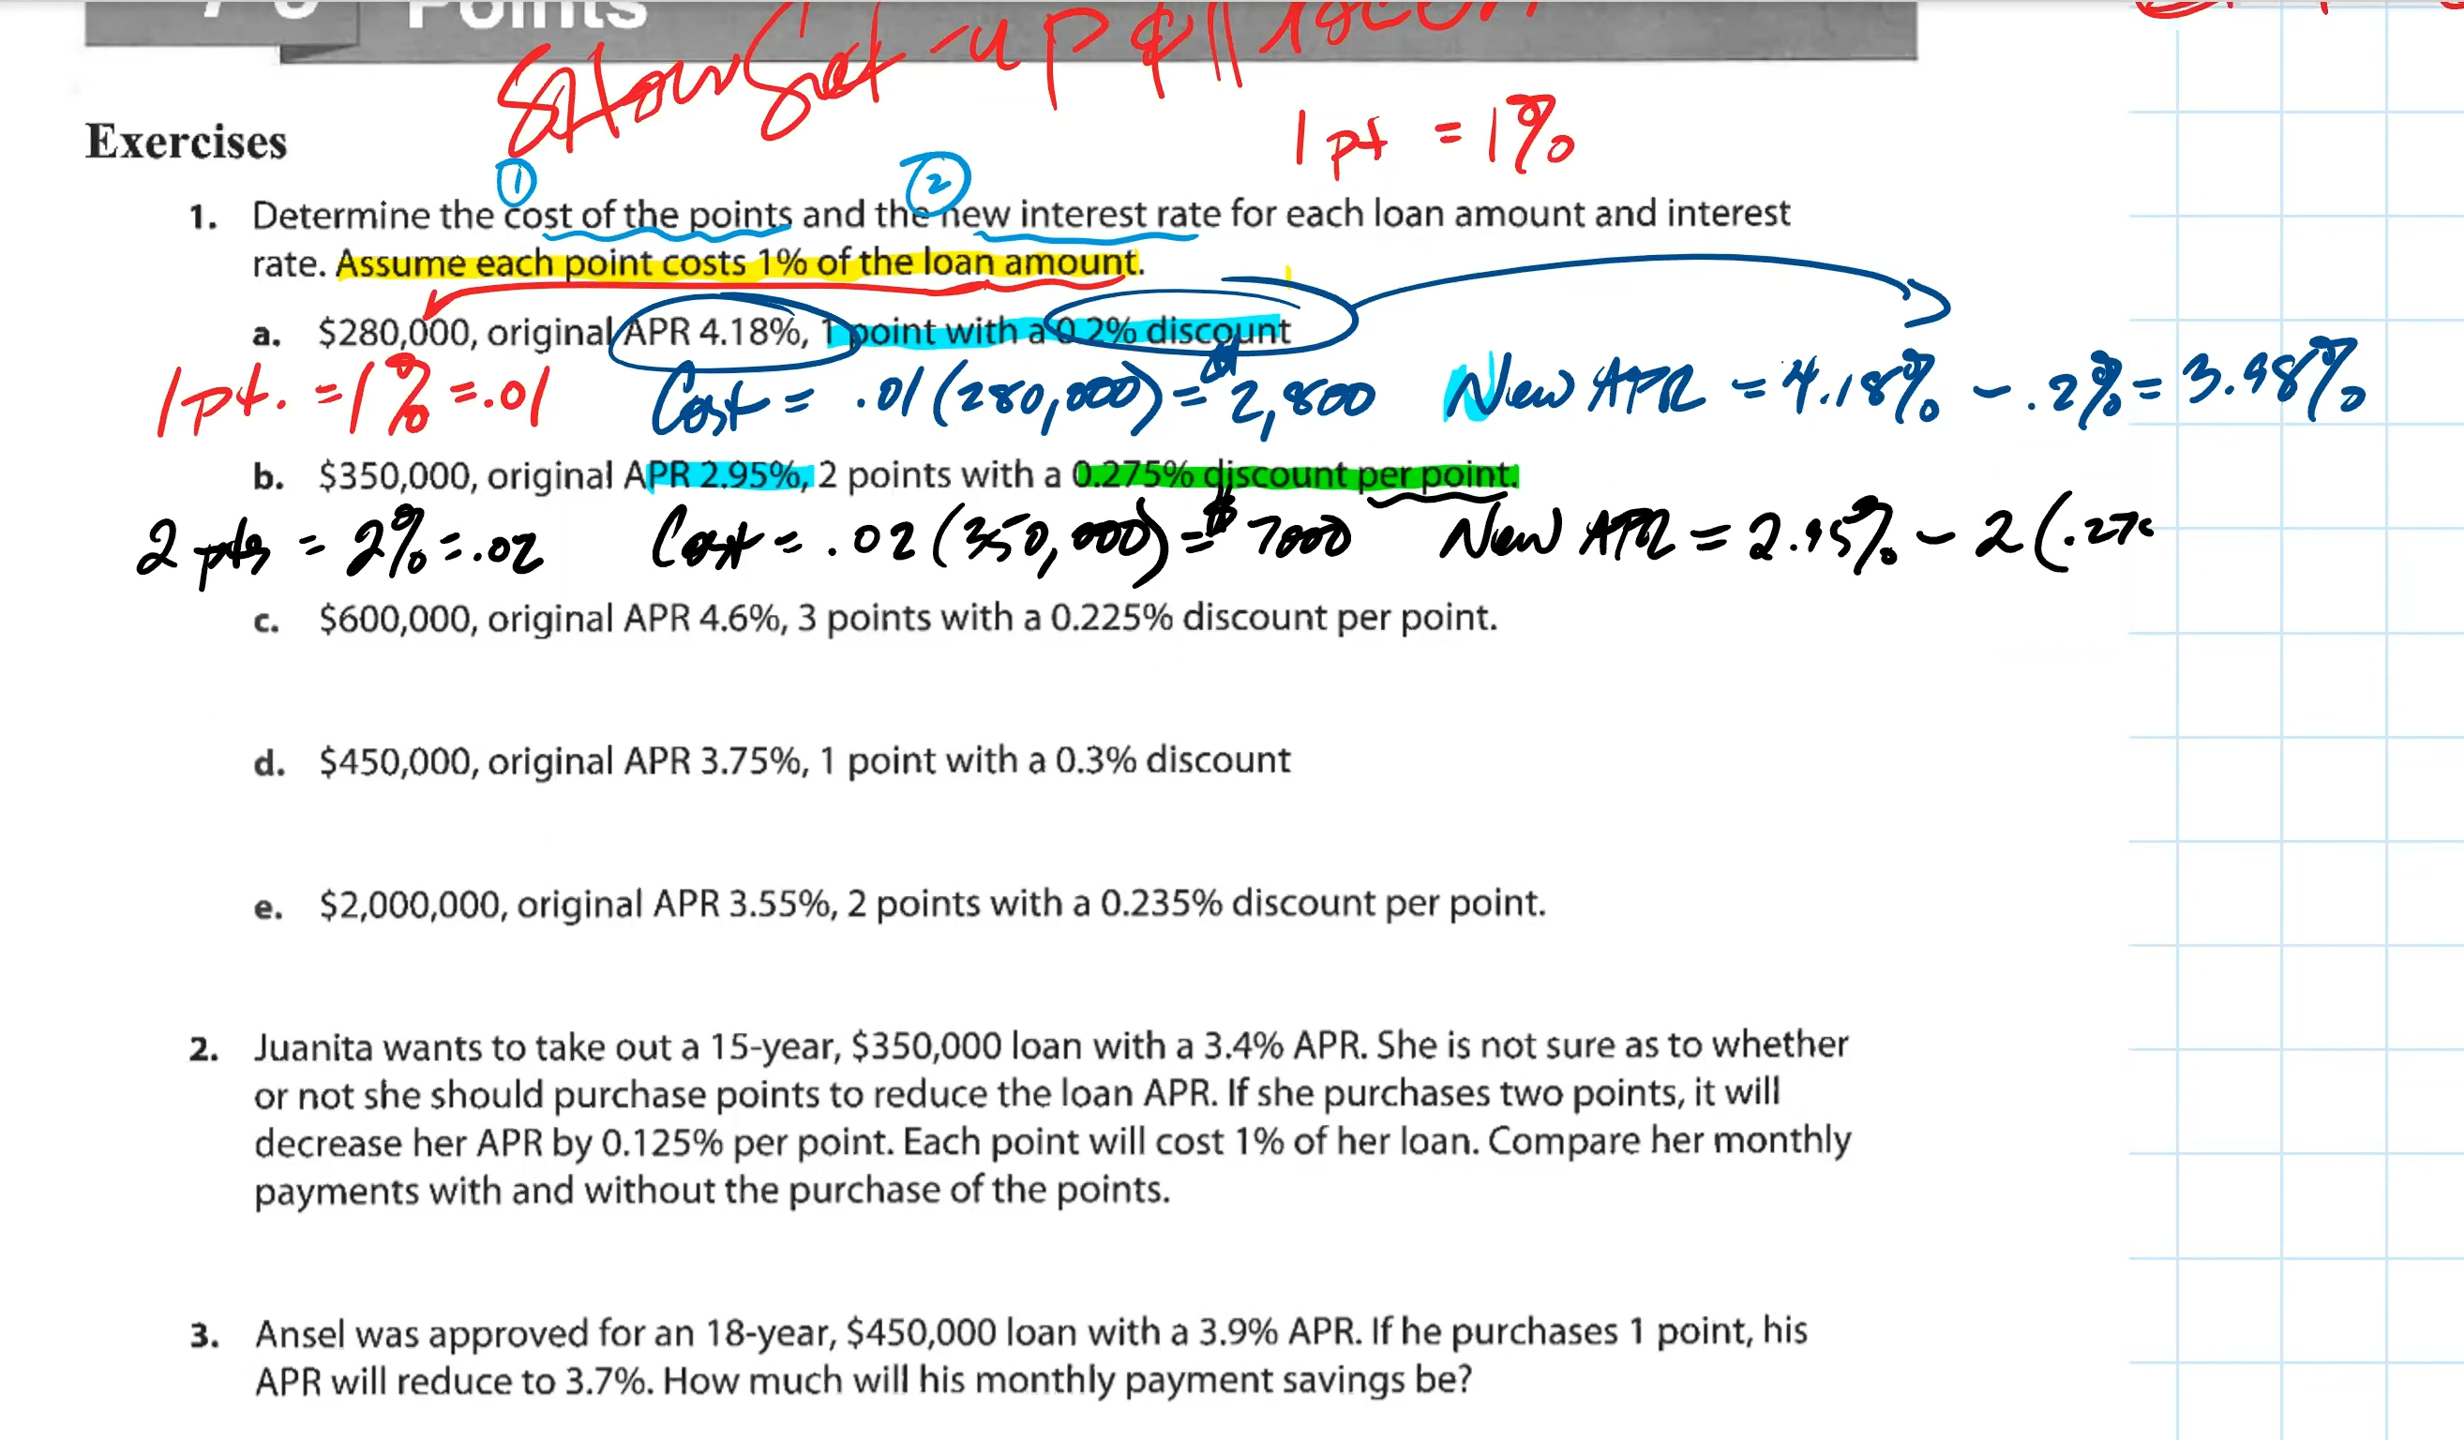 Points
Show Set-up
1 pt = 1%
Exercises
① ②
1. Determine the cost of the points and the new interest rate for each loan amount and interest
rate. Assume each point costs 1% of the loan amount.
a. $280,000, original APR 4.18%, 1 point with a 0.2% discount
1pt. = 1% = .01 Cost = .01(280,000) = $2,800 New APR = 4.18% - .2% = 3.98%
b. $350,000, original APR 2.95%, 2 points with a 0.275% discount per point.
2 pts = 2% = .02 Cost = .02(350,000) = $7000 New APR = 2.95% - 2(.275
c. $600,000, original APR 4.6%, 3 points with a 0.225% discount per point.
d. $450,000, original APR 3.75%, 1 point with a 0.3% discount
e. $2,000,000, original APR 3.55%, 2 points with a 0.235% discount per point.
2. Juanita wants to take out a 15-year, $350,000 loan with a 3.4% APR. She is not sure as to whether
or not she should purchase points to reduce the loan APR. If she purchases two points, it will
decrease her APR by 0.125% per point. Each point will cost 1% of her loan. Compare her monthly
payments with and without the purchase of the points.
3. Ansel was approved for an 18-year, $450,000 loan with a 3.9% APR. If he purchases 1 point, his
APR will reduce to 3.7%. How much will his monthly payment savings be?